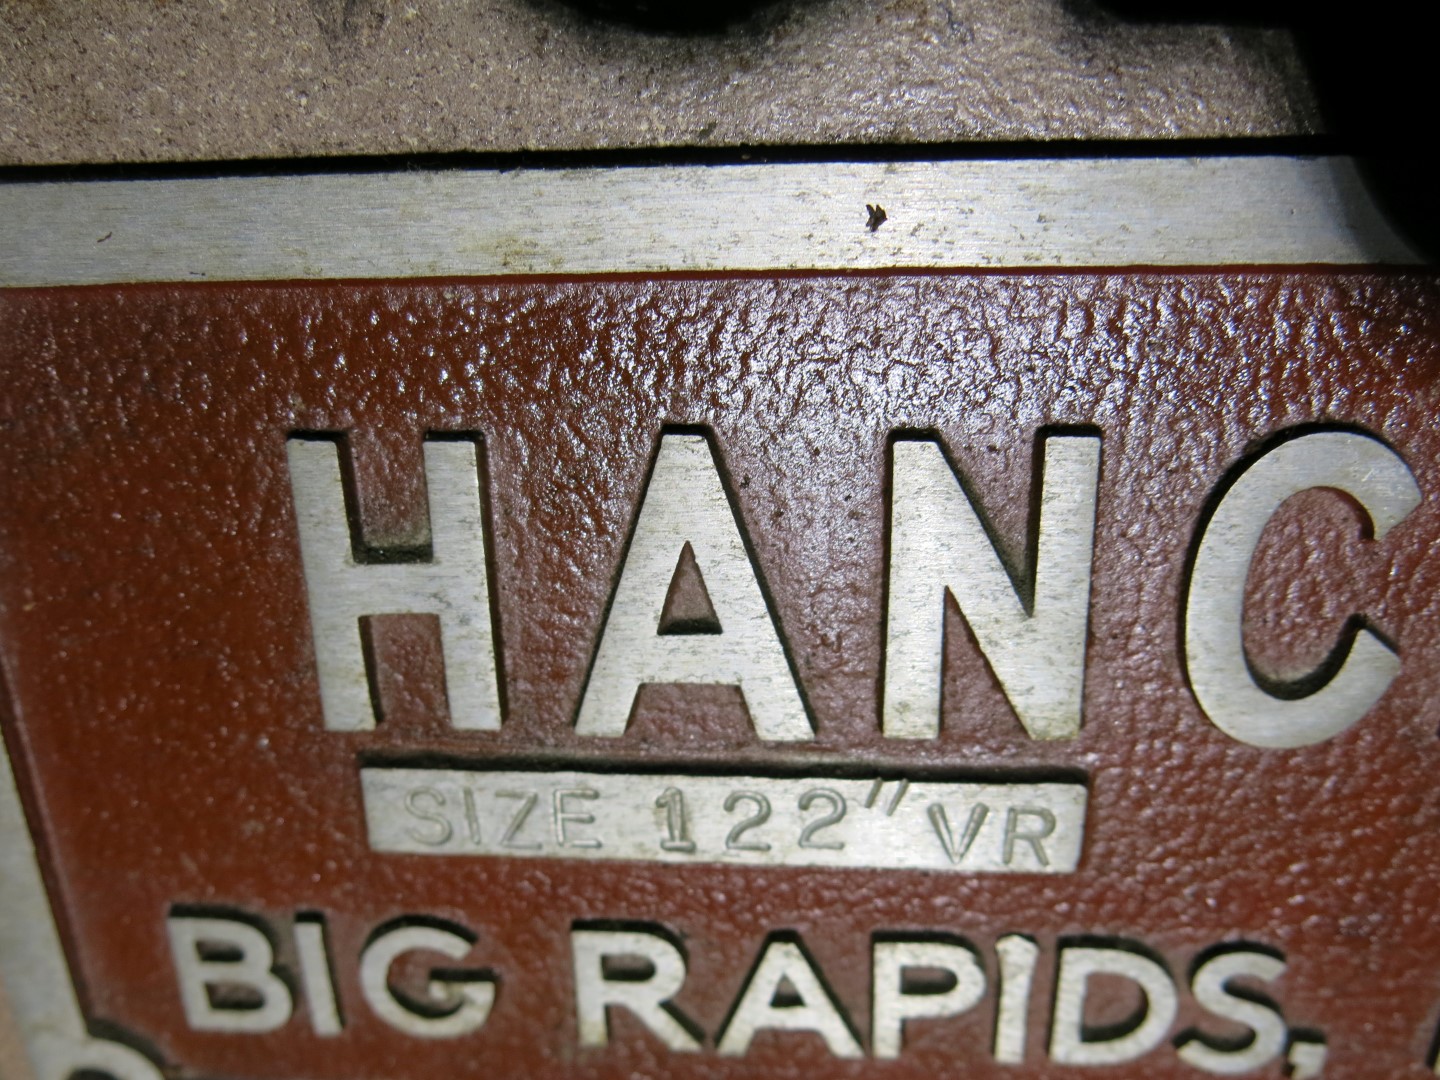 HANC
SIZE 122" VR
BIG RAPIDS,